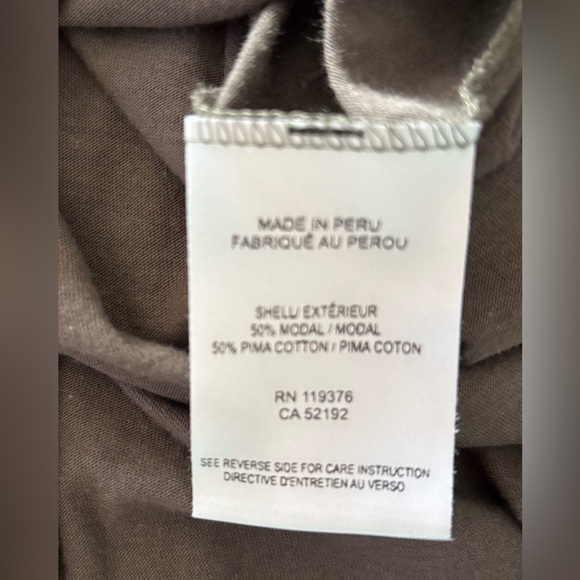 MADE IN PERU
FABRIQUÉ AU PEROU
SHELL/ EXTÉRIEUR
50% MODAL / MODAL
50% PIMA COTTON / PIMA COTON
RN 119376
CA 52192
SEE REVERSE SIDE FOR CARE INSTRUCTION
DIRECTIVE D'ENTRETIEN AU VERSO